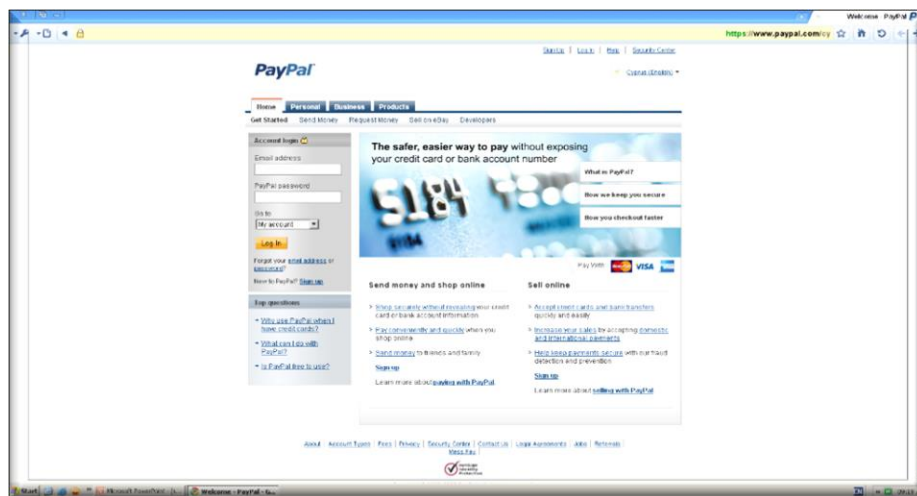 Welcome - PayPal
https://www.paypal.com/cy
Sign Up | Log In | Help | Security Center
PayPal
Cyprus (English)
Home Personal Business Products
Get Started Send Money Request Money Sell on eBay Developers
Account login
Email address
PayPal password
Go to
My account
Log In
Forgot your email address or
password?
New to PayPal? Sign up.
Top questions
Why use PayPal when I
have credit cards?
What can I do with
PayPal?
Is PayPal free to use?
The safer, easier way to pay without exposing
your credit card or bank account
number
5184
5184
What is PayPal?
How we keep you secure
How you checkout faster
Pay With MasterCard VISA
Send money and shop online
Shop securely without revealing your credit
card or bank account information
Pay conveniently and quickly when you
shop online
Send money to friends and family
Sign up
Learn more about paying with PayPal
Sell online
Accept credit cards and bank transfers
quickly and easily
Increase your sales by accepting domestic
and international payments
Help keep payments secure with our fraud
detection and prevention
Sign up
Learn more about selling with PayPal
About | Account Types | Fees | Privacy | Security Center | Contact Us | Legal Agreements | Jobs | Referrals
Mass Pay
Start
Microsoft PowerPoint - [
Welcome - PayPal - G...
EN